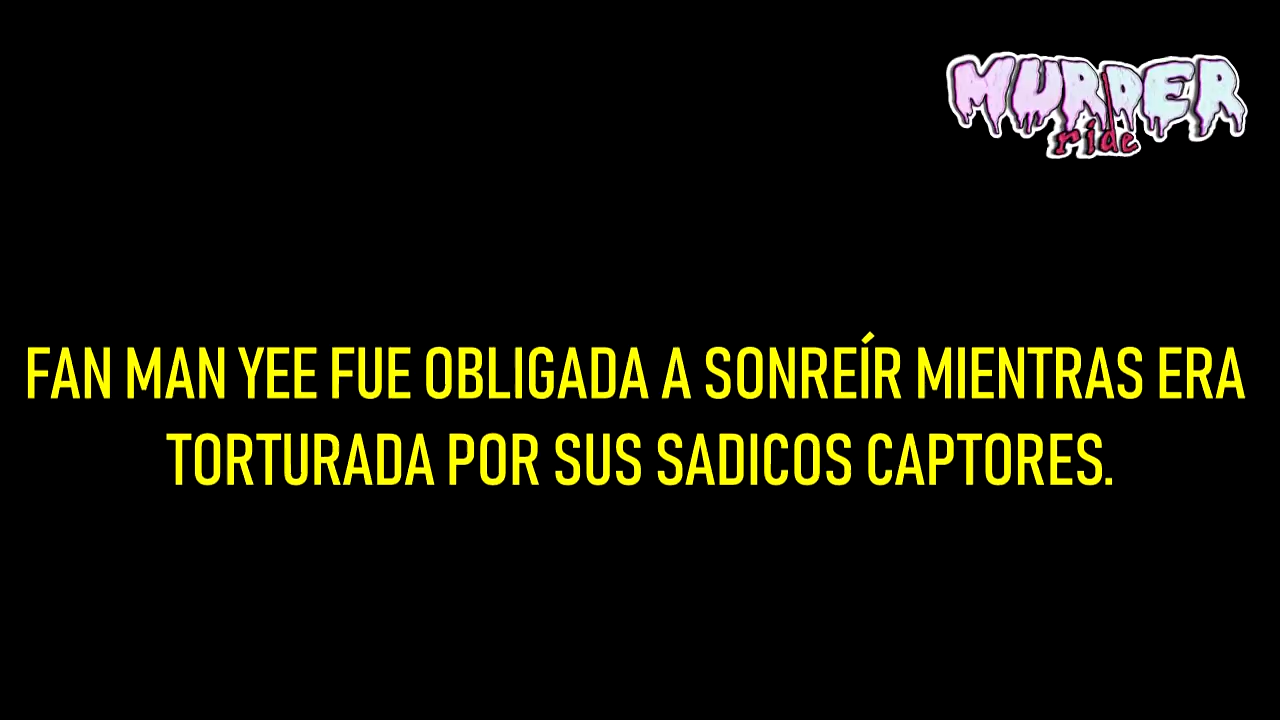 MURDER
ride
FAN MAN YEE FUE OBLIGADA A SONREÍR MIENTRAS ERA
TORTURADA POR SUS SADICOS CAPTORES.